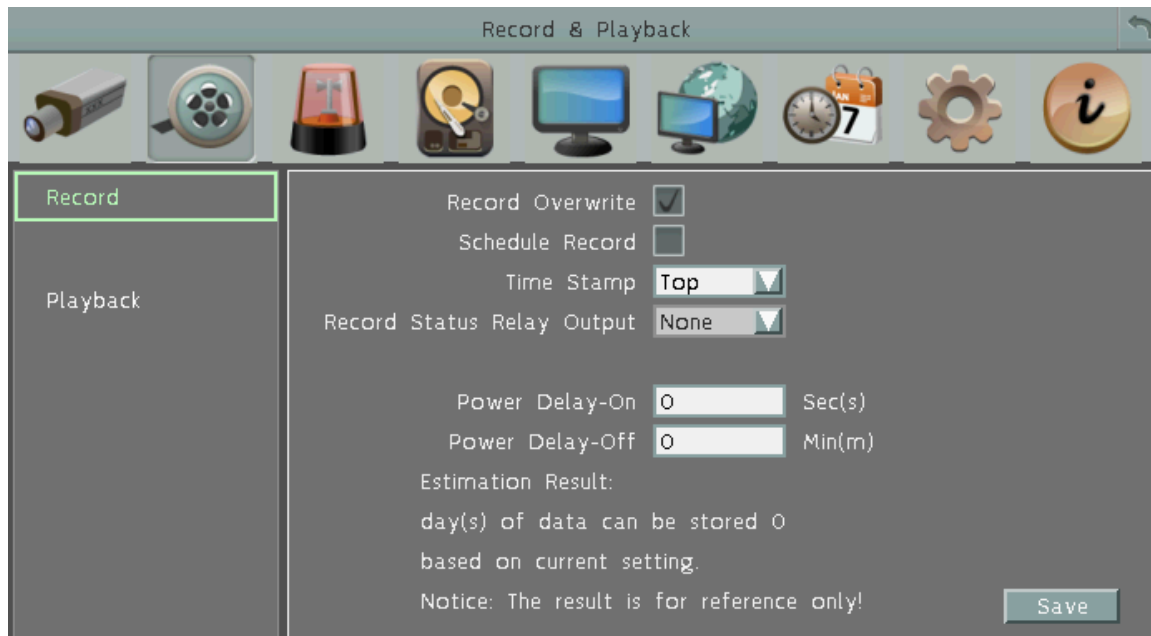 Record & Playback
JAN
7
i
Record
Playback
Record Overwrite
Schedule Record
Time Stamp Top
Record Status Relay Output None
Power Delay-On 0 Sec(s)
Power Delay-Off 0 Min(m)
Estimation Result:
day(s) of data can be stored 0
based on current setting.
Notice: The result is for reference only!
Save